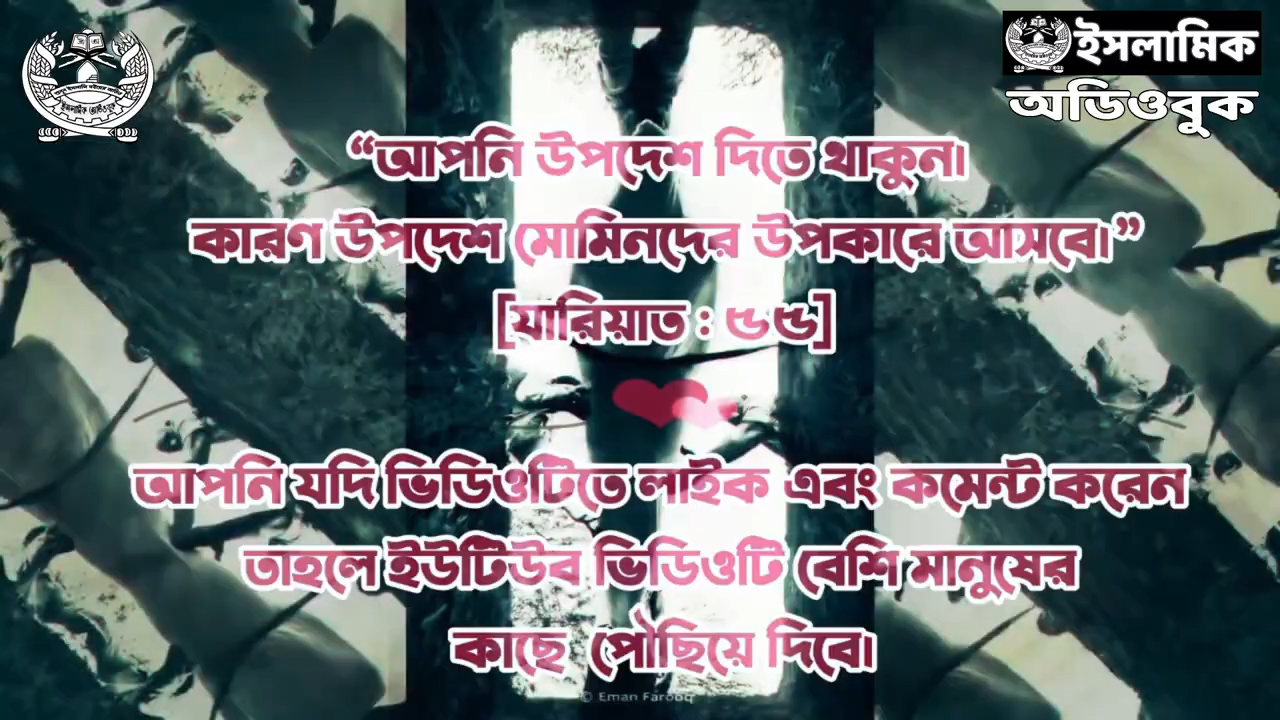 ইসলামিক
অডিওবুক
“আপনি উপদেশ দিতে থাকুন।
কারণ উপদেশ মোমিনদের উপকারে আসবে।”
[যারিয়াত : ৫৫]
আপনি যদি ভিডিওটিতে লাইক এবং কমেন্ট করেন
তাহলে ইউটিউব ভিডিওটি বেশি মানুষের
কাছে পৌছিয়ে দিবে।
© Eman Farooq